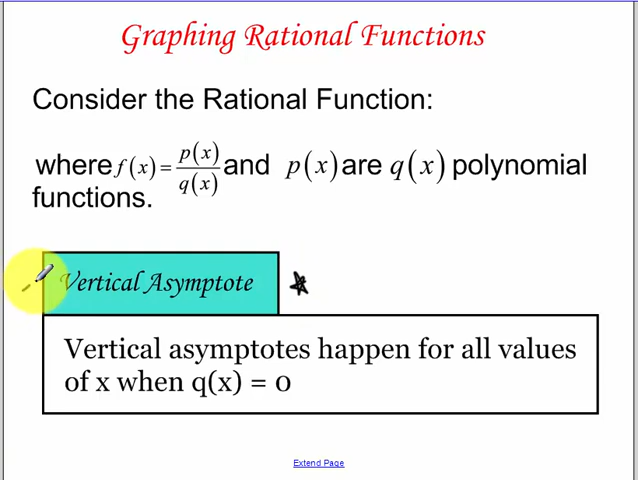 Graphing Rational Functions
Consider the Rational Function:
where f(x) = p(x)/q(x) and p(x) are q(x) polynomial
functions.
Vertical Asymptote
Vertical asymptotes happen for all values
of x when q(x) = 0
Extend Page